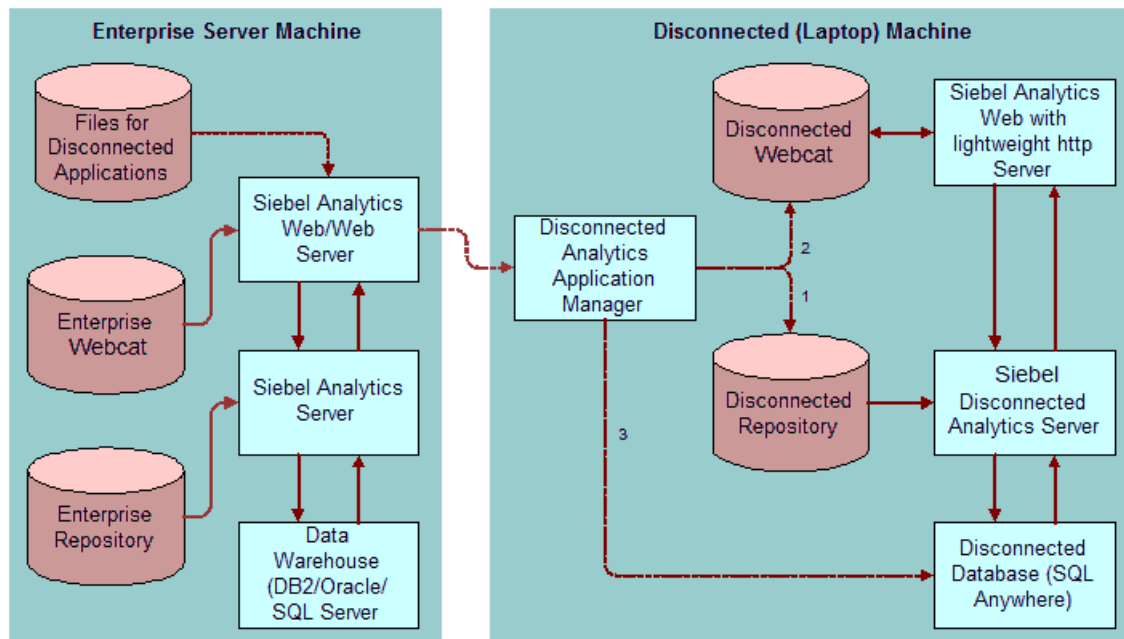 Enterprise Server Machine
Files for
Disconnected
Applications
Siebel Analytics
Web/Web
Server
Enterprise
Webcat
Siebel Analytics
Server
Enterprise
Repository
Data
Warehouse
(DB2/Oracle/
SQL Server
Disconnected (Laptop) Machine
Disconnected
Webcat
Siebel Analytics
Web with
lightweight http
Server
Disconnected
Analytics
Application
Manager
2
1
3
Disconnected
Repository
Siebel
Disconnected
Analytics Server
Disconnected
Database (SQL
Anywhere)